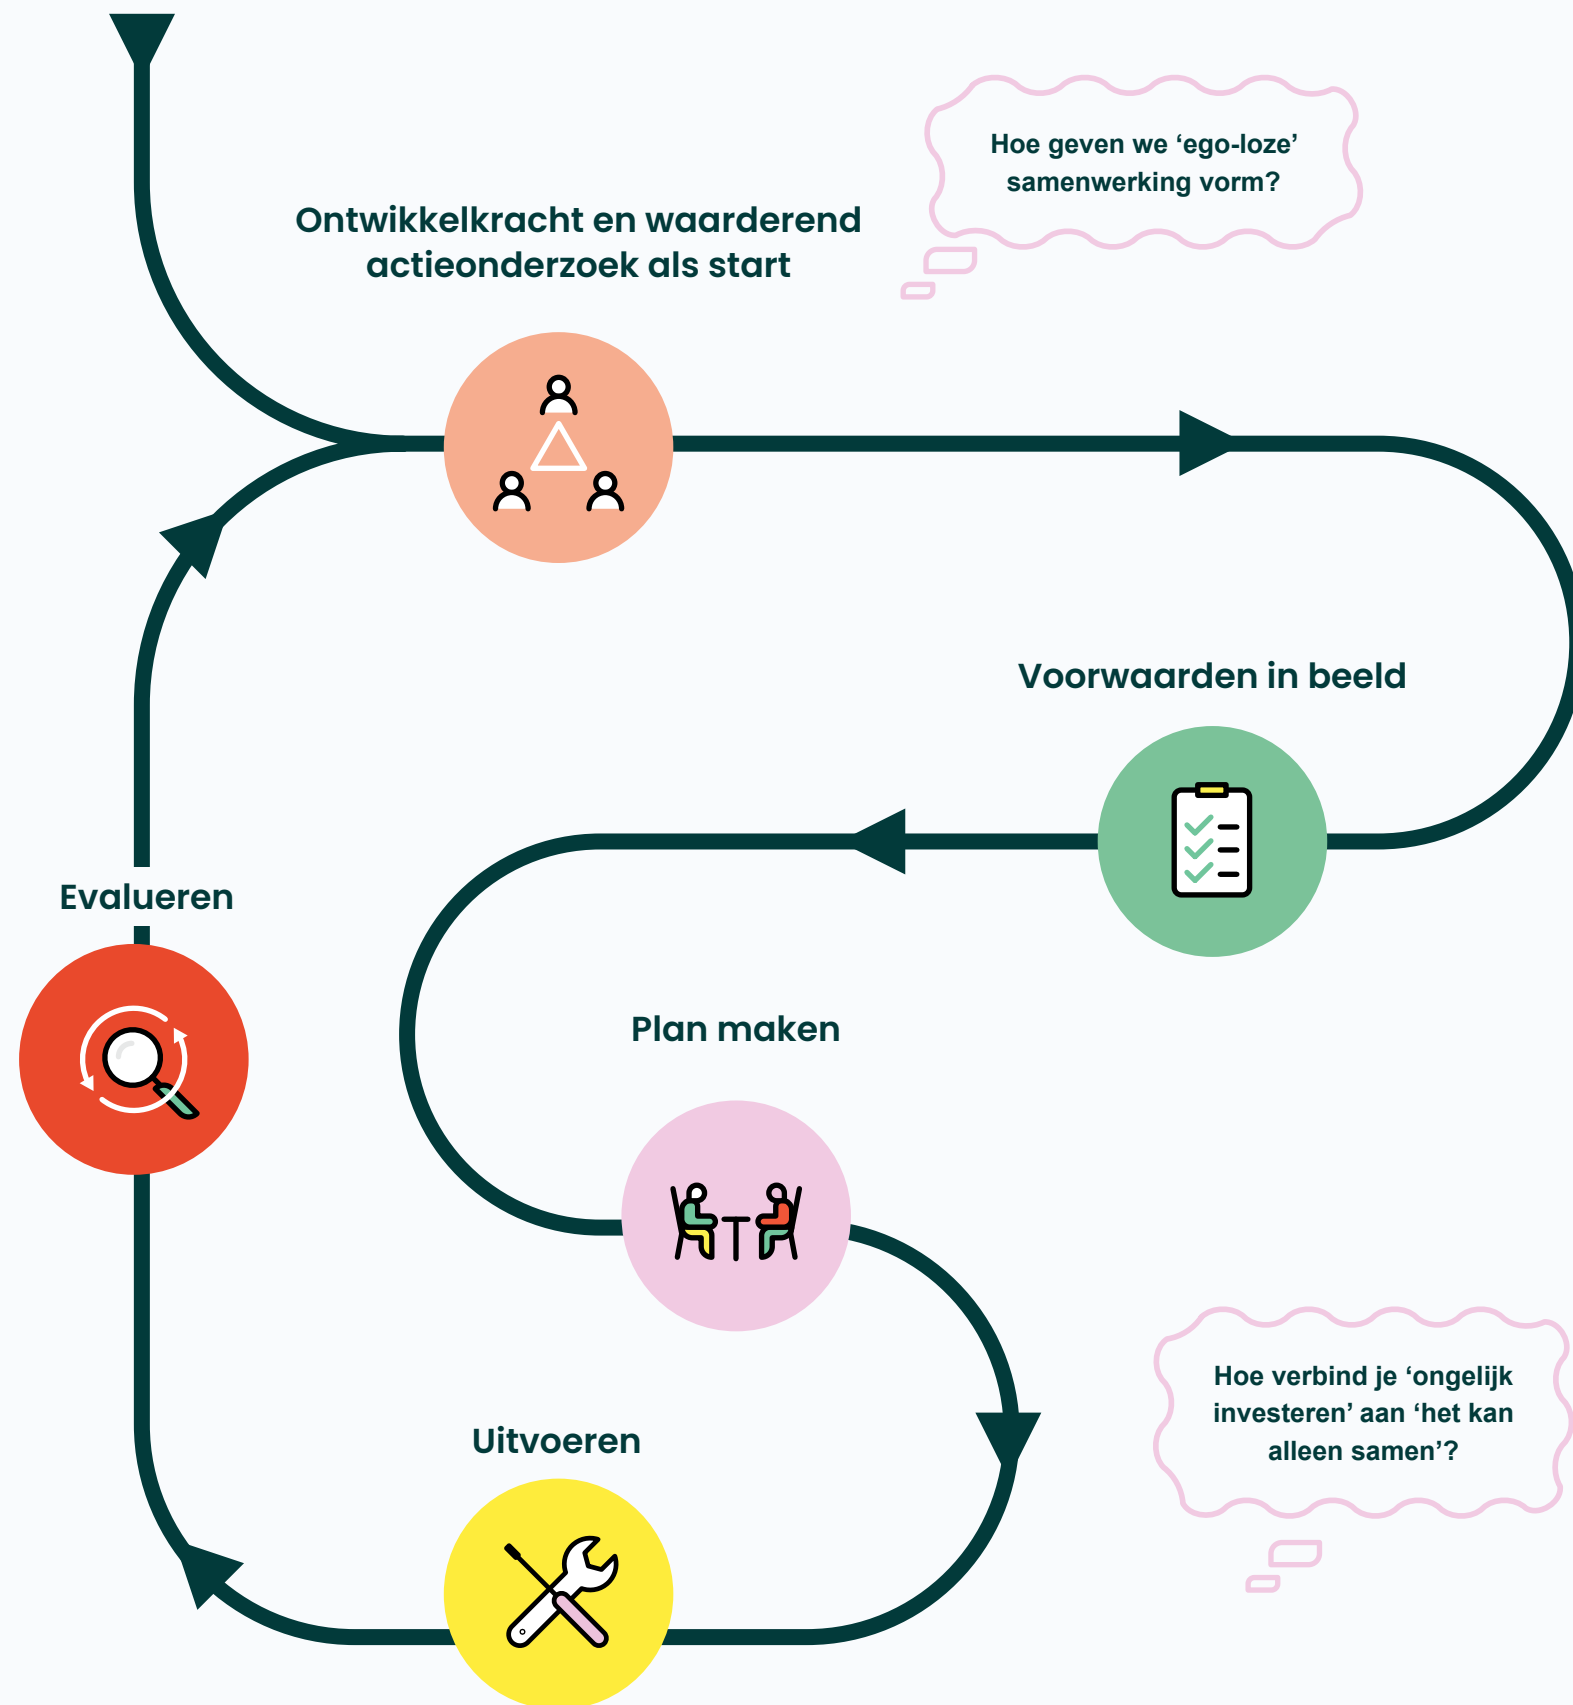 Hoe geven we ‘ego-loze’
samenwerking vorm?
Ontwikkelkracht en waarderend
actieonderzoek als start
Voorwaarden in beeld
Evalueren
Plan maken
Hoe verbind je ‘ongelijk
investeren’ aan ‘het kan
alleen samen’?
Uitvoeren